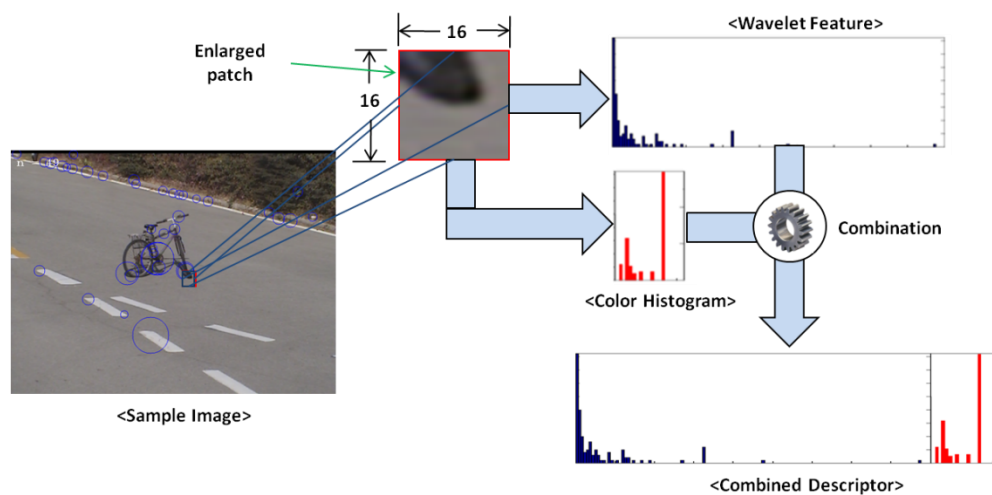 <Wavelet Feature>
16
Enlarged
patch
16
Combination
<Color Histogram>
<Sample Image>
<Combined Descriptor>